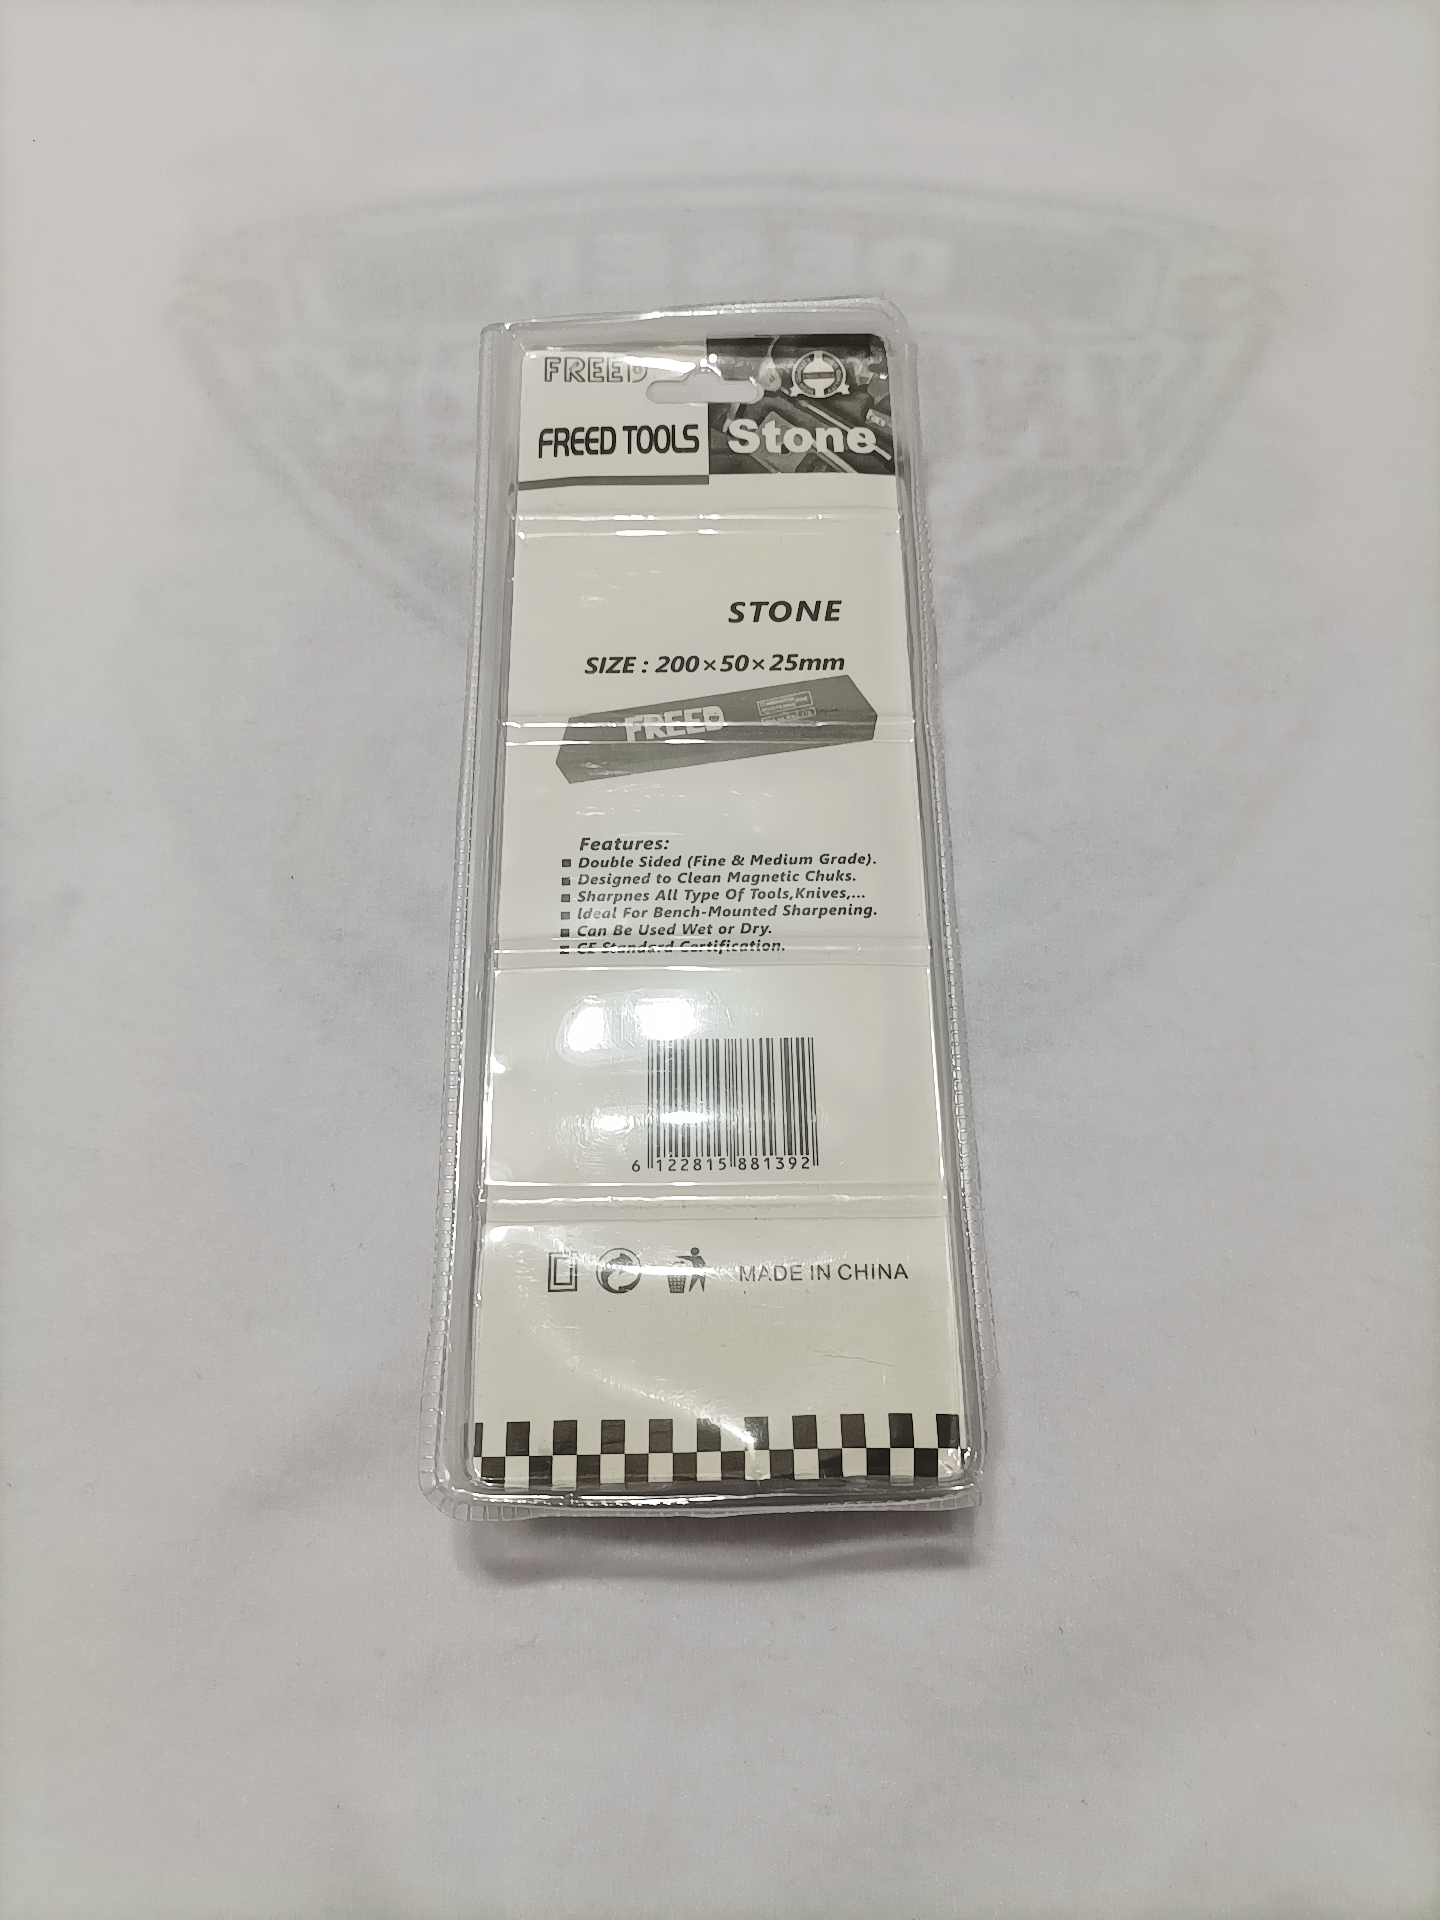 FREED
FREED TOOLS
Stone
STONE
SIZE : 200×50×25mm
FREED
Features:
Double Sided (Fine & Medium Grade).
Designed to Clean Magnetic Chuks.
Sharpnes All Type Of Tools,Knives,...
Ideal For Bench-Mounted Sharpening.
Can Be Used Wet or Dry.
CE Standard Certification.
6 122815 881392
MADE IN CHINA